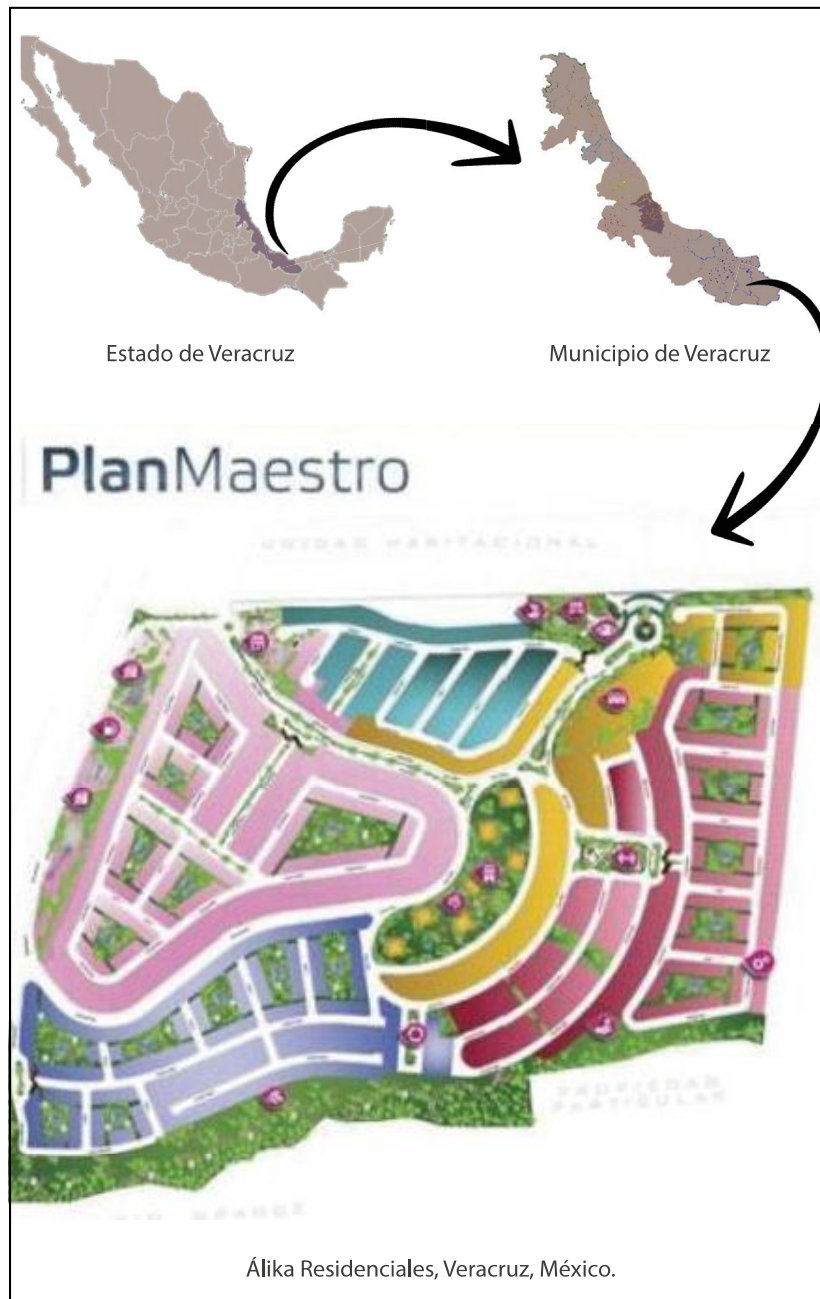 Estado de Veracruz
Municipio de Veracruz
PlanMaestro
UNIDAD HABITACIONAL
PROPIEDAD
PARTICULAR
Álika Residenciales, Veracruz, México.